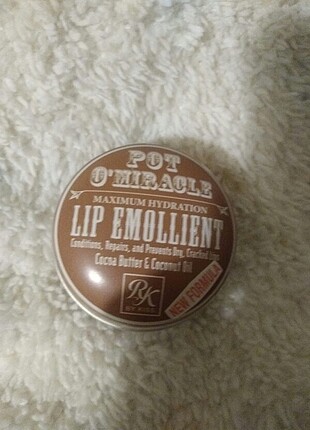 POT
O'MIRACLE
MAXIMUM HYDRATION
LIP EMOLLIENT
Conditions, Repairs, and Prevents Dry, Cracked Lips
Cocoa Butter & Coconut Oil
RK
BY KISS
NEW FORMULA